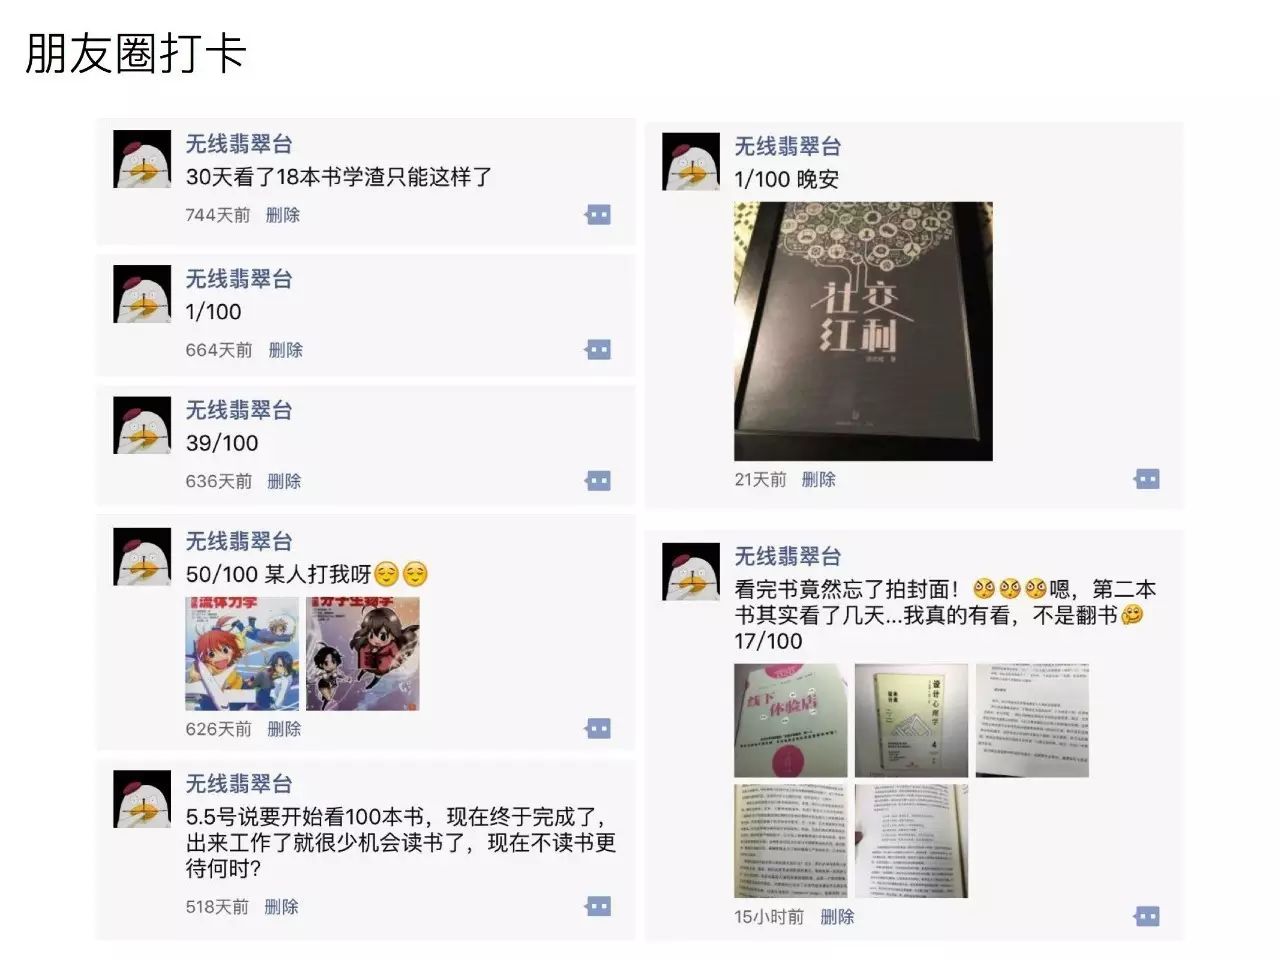 朋友圈打卡
无线翡翠台
30天看了18本书学渣只能这样了
744天前 删除
无线翡翠台
1/100
664天前 删除
无线翡翠台
39/100
636天前 删除
无线翡翠台
50/100 某人打我呀😌😌
流体力学
分子生物学
626天前 删除
无线翡翠台
5.5号说要开始看100本书，现在终于完成了，
出来工作了就很少机会读书了，现在不读书更
待何时？
518天前 删除
无线翡翠台
1/100 晚安
社交
红利
21天前 删除
无线翡翠台
看完书竟然忘了拍封面！😳😳😳嗯，第二本
书其实看了几天...我真的有看，不是翻书🤗
17/100
线下
体验店
设计心理学
4
15小时前 删除